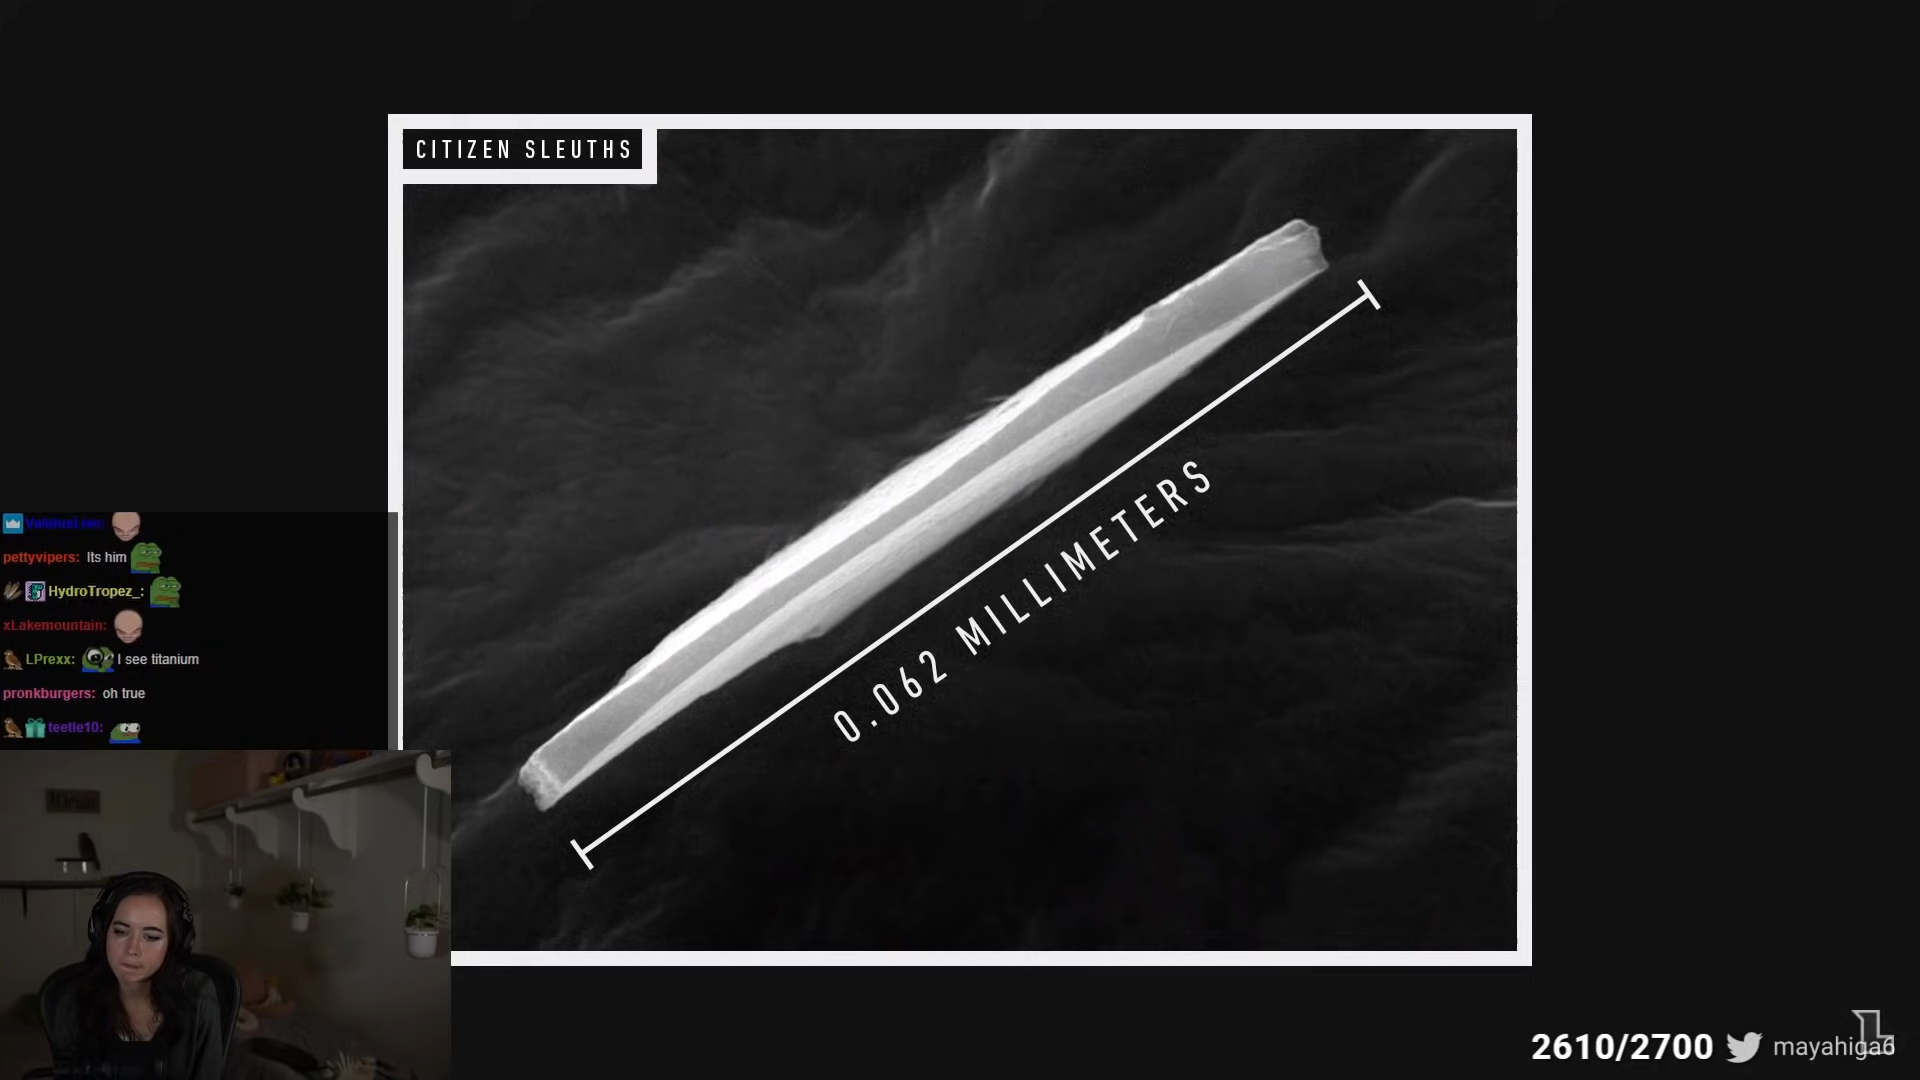 CITIZEN SLEUTHS
0.062 MILLIMETERS
pettyvipers: Its him
HydroTropez_:
xLakemountain:
LPrexx: I see titanium
pronkburgers: oh true
teetle10:
2610/2700 mayahiga6